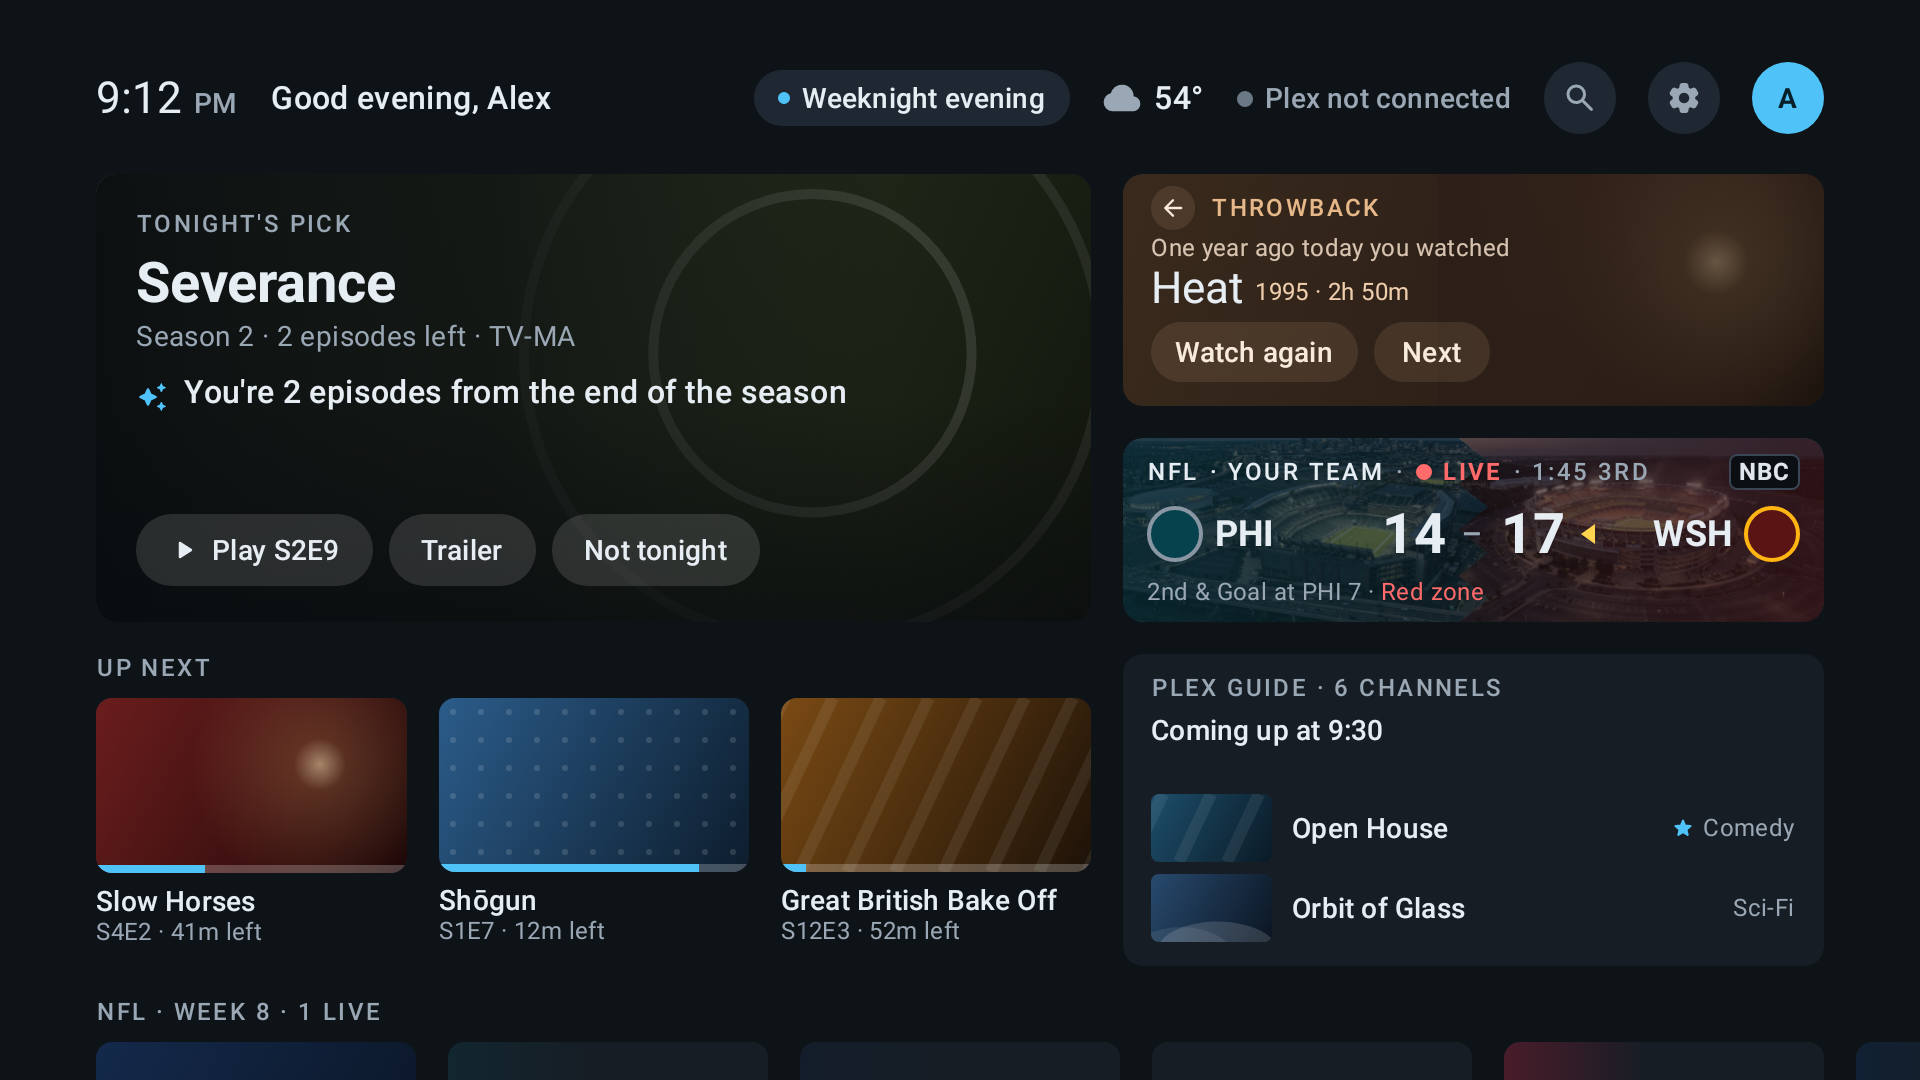 9:12 PM
Good evening, Alex
Weeknight evening
54°
Plex not connected
A
TONIGHT'S PICK
Severance
Season 2 · 2 episodes left · TV-MA
You're 2 episodes from the end of the season
Play S2E9
Trailer
Not tonight
THROWBACK
One year ago today you watched
Heat 1995 · 2h 50m
Watch again
Next
NFL · YOUR TEAM · LIVE · 1:45 3RD
NBC
PHI 14 – 17 WSH
2nd & Goal at PHI 7 · Red zone
UP NEXT
Slow Horses
S4E2 · 41m left
Shōgun
S1E7 · 12m left
Great British Bake Off
S12E3 · 52m left
PLEX GUIDE · 6 CHANNELS
Coming up at 9:30
Open House
Comedy
Orbit of Glass
Sci-Fi
NFL · WEEK 8 · 1 LIVE